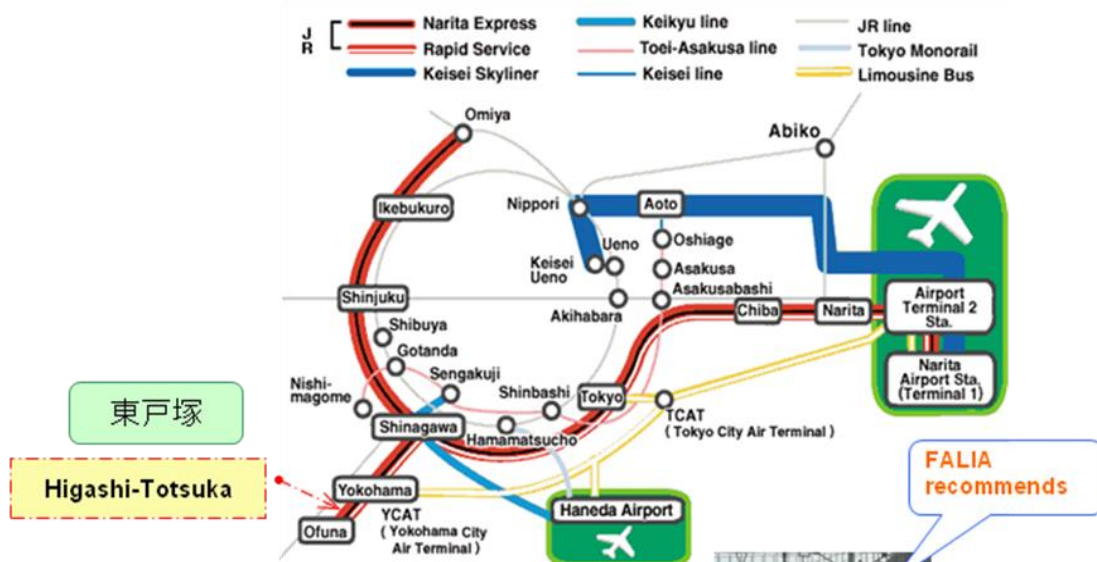 J
R
Narita Express
Rapid Service
Keisei Skyliner
Keikyu line
Toei-Asakusa line
Keisei line
JR line
Tokyo Monorail
Limousine Bus
Omiya
Abiko
Ikebukuro
Nippori
Aoto
Oshiage
Ueno
Keisei
Ueno
Asakusa
Asakusabashi
Shinjuku
Akihabara
Chiba
Narita
Airport
Terminal 2
Sta.
Narita
Airport Sta.
(Terminal 1)
Shibuya
Gotanda
Sengakuji
Nishi-
magome
Shinbashi
Tokyo
TCAT
( Tokyo City Air Terminal )
Shinagawa
Hamamatsucho
東戸塚
Higashi-Totsuka
Yokohama
YCAT
( Yokohama City
Air Terminal )
Ofuna
Haneda Airport
FALIA
recommends